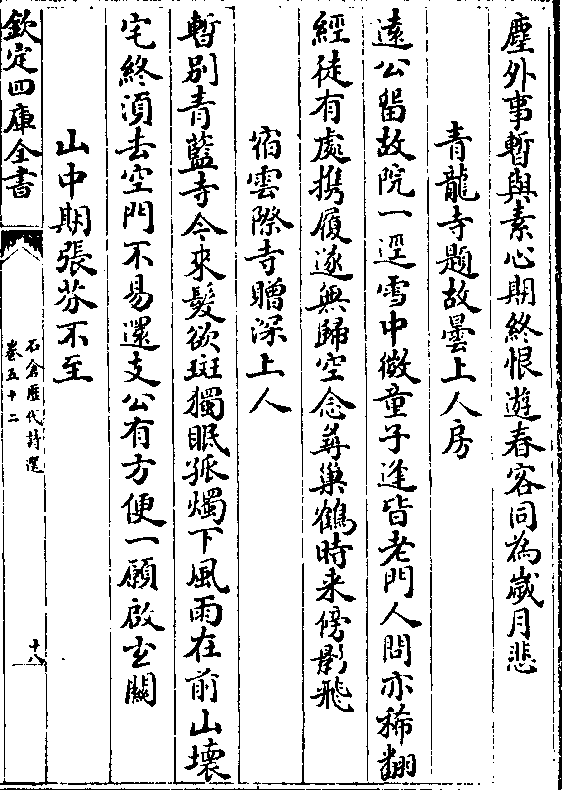 塵外事暫與素心期終恨遊春客同為嵗月悲
青龍寺題故曇上人房
逺公留故院一逕雪中微童子逢皆老門人問亦稀翻
經徒有處携履遂無歸空念尋巢鶴時来傍影飛
宿雲際寺贈深上人
暫别青藍寺今來髮欲斑獨眠孤燭下風雨在前山壞
宅終須去空門不易還支公有方便一願啟玄關
山中期張芬不至
欽定四庫全書
石倉歷代詩選
卷五十二
十八